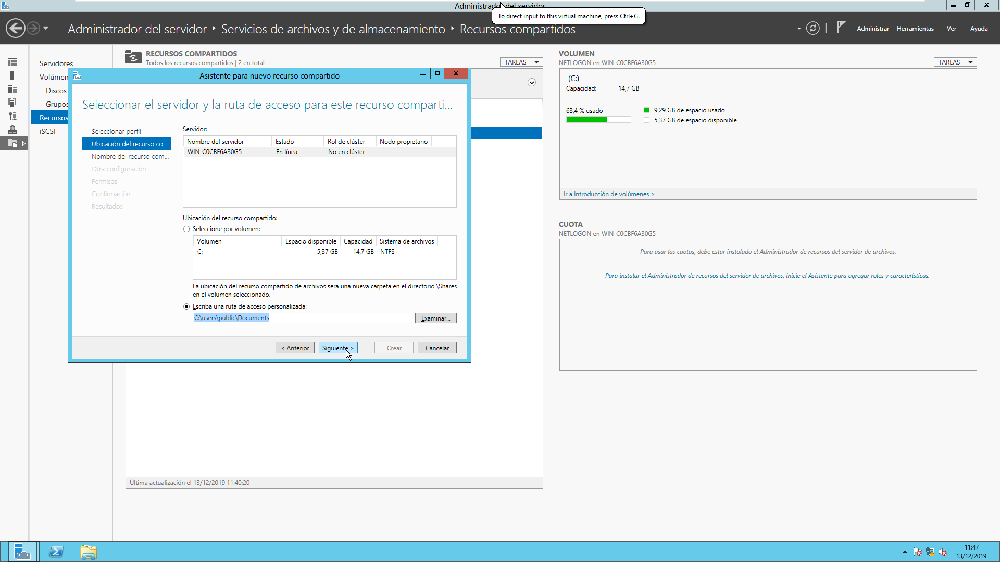 Administrador del servidor
To direct input to this virtual machine, press Ctrl+G.
Administrador del servidor ‣ Servicios de archivos y de almacenamiento ‣ Recursos compartidos
Administrar Herramientas Ver Ayuda
Servidores
Volúmen
Discos
Grupos
Recursos
iSCSI
RECURSOS COMPARTIDOS
Todos los recursos compartidos | 2 en total
TAREAS
Asistente para nuevo recurso compartido
Seleccionar el servidor y la ruta de acceso para este recurso comparti...
Seleccionar perfil
Ubicación del recurso co...
Nombre del recurso com...
Otra configuración
Permisos
Confirmación
Resultados
Servidor:
Nombre del servidor Estado Rol de clúster Nodo propietario
WIN-C0CBF6A30G5 En línea No en clúster
Ubicación del recurso compartido:
Seleccione por volumen:
Volumen Espacio disponible Capacidad Sistema de archivos
C: 5,37 GB 14,7 GB NTFS
La ubicación del recurso compartido de archivos será una nueva carpeta en el directorio \Shares
en el volumen seleccionado.
Escriba una ruta de acceso personalizada:
C:\users\public\Documents
Examinar...
< Anterior Siguiente > Crear Cancelar
Última actualización el 13/12/2019 11:40:20
VOLUMEN
NETLOGON en WIN-C0CBF6A30G5
TAREAS
(C:)
Capacidad: 14,7 GB
63,4 % usado
9,29 GB de espacio usado
5,37 GB de espacio disponible
Ir a Introducción de volúmenes >
CUOTA
NETLOGON en WIN-C0CBF6A30G5
Para usar las cuotas, debe estar instalado el Administrador de recursos del servidor de archivos.
Para instalar el Administrador de recursos del servidor de archivos, inicie el Asistente para agregar roles y características.
11:47
13/12/2019